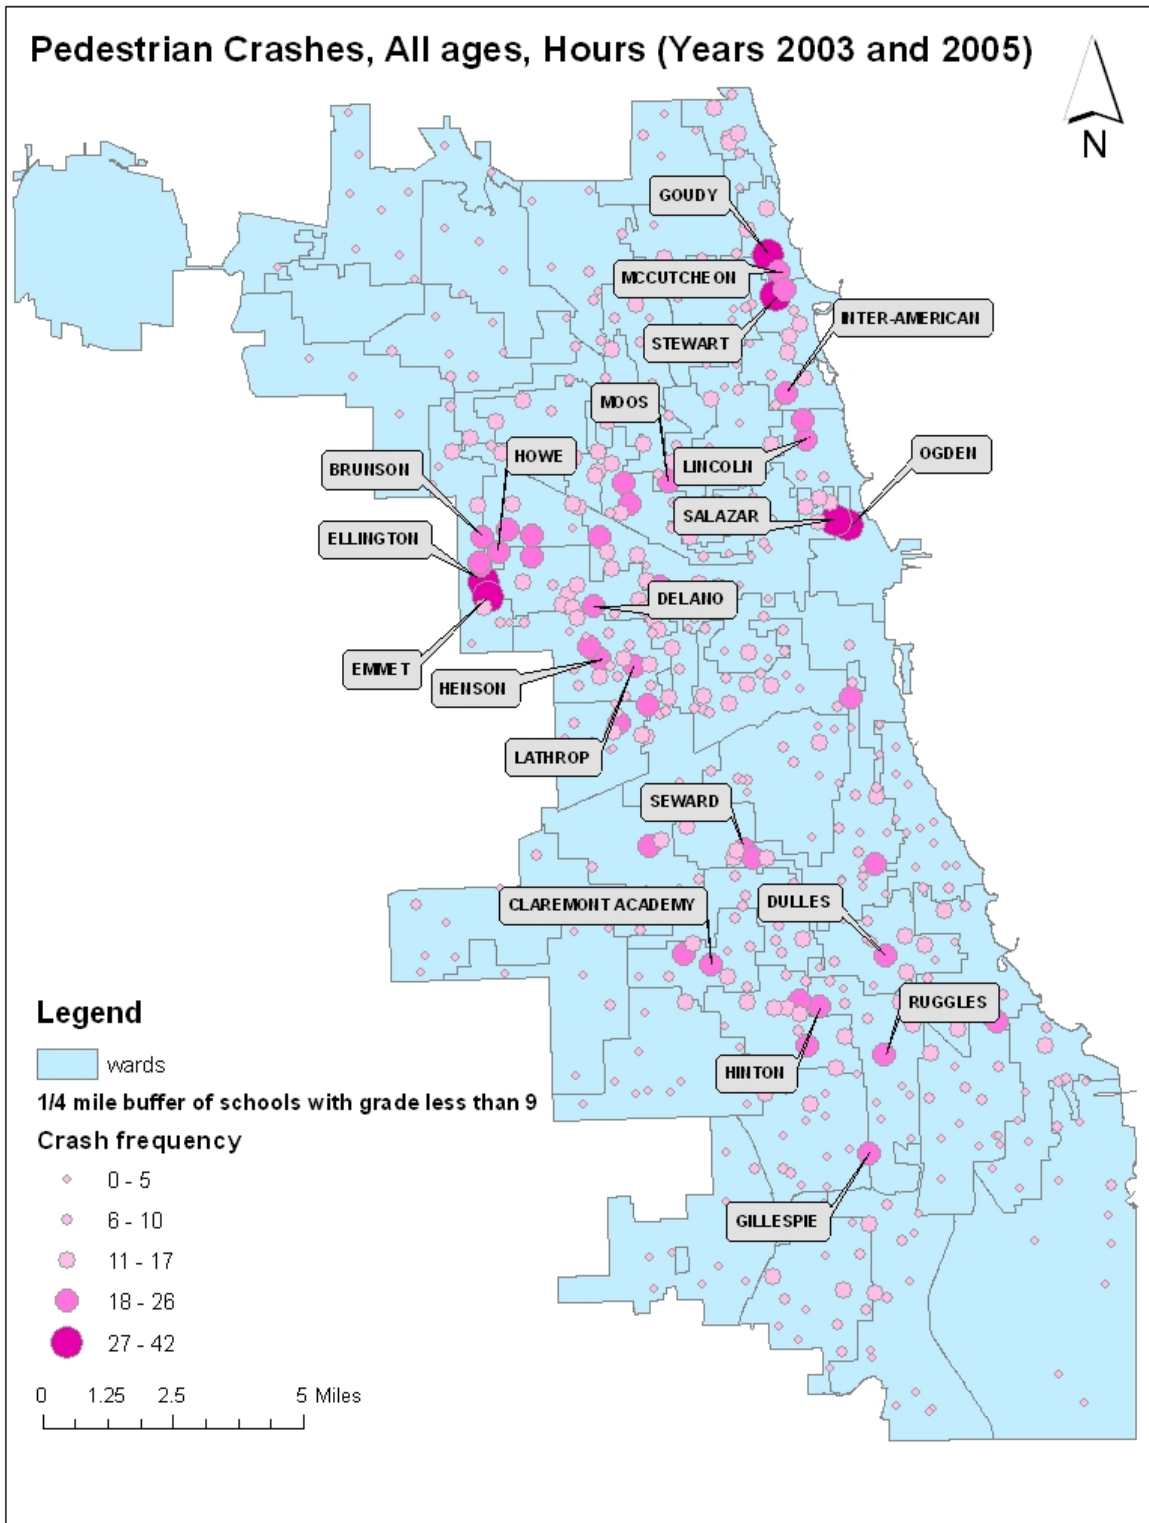 Pedestrian Crashes, All ages, Hours (Years 2003 and 2005)
N
GOUDY
MCCUTCHEON
INTER-AMERICAN
STEWART
MOOS
HOWE
LINCOLN
OGDEN
BRUNSON
SALAZAR
ELLINGTON
DELANO
EMMET
HENSON
LATHROP
SEWARD
CLAREMONT ACADEMY
DULLES
RUGGLES
HINTON
GILLESPIE
Legend
wards
1/4 mile buffer of schools with grade less than 9
Crash frequency
0 - 5
6 - 10
11 - 17
18 - 26
27 - 42
0 1.25 2.5 5 Miles